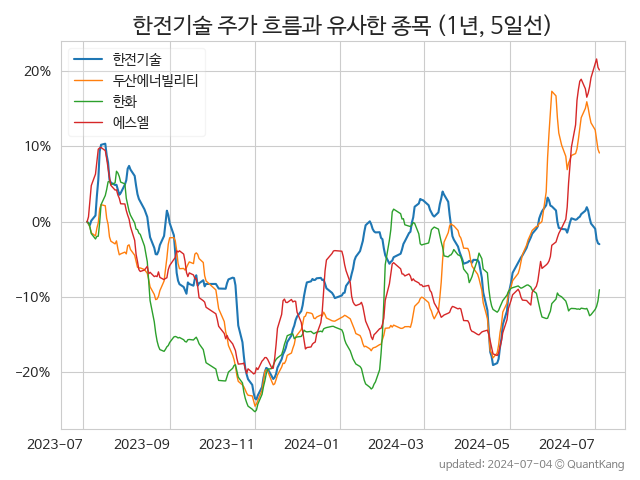 한전기술 주가 흐름과 유사한 종목 (1년, 5일선)
한전기술
두산에너빌리티
한화
에스엘
20%
10%
0%
−10%
−20%
2023-07 2023-09 2023-11 2024-01 2024-03 2024-05 2024-07
updated: 2024-07-04 © QuantKang